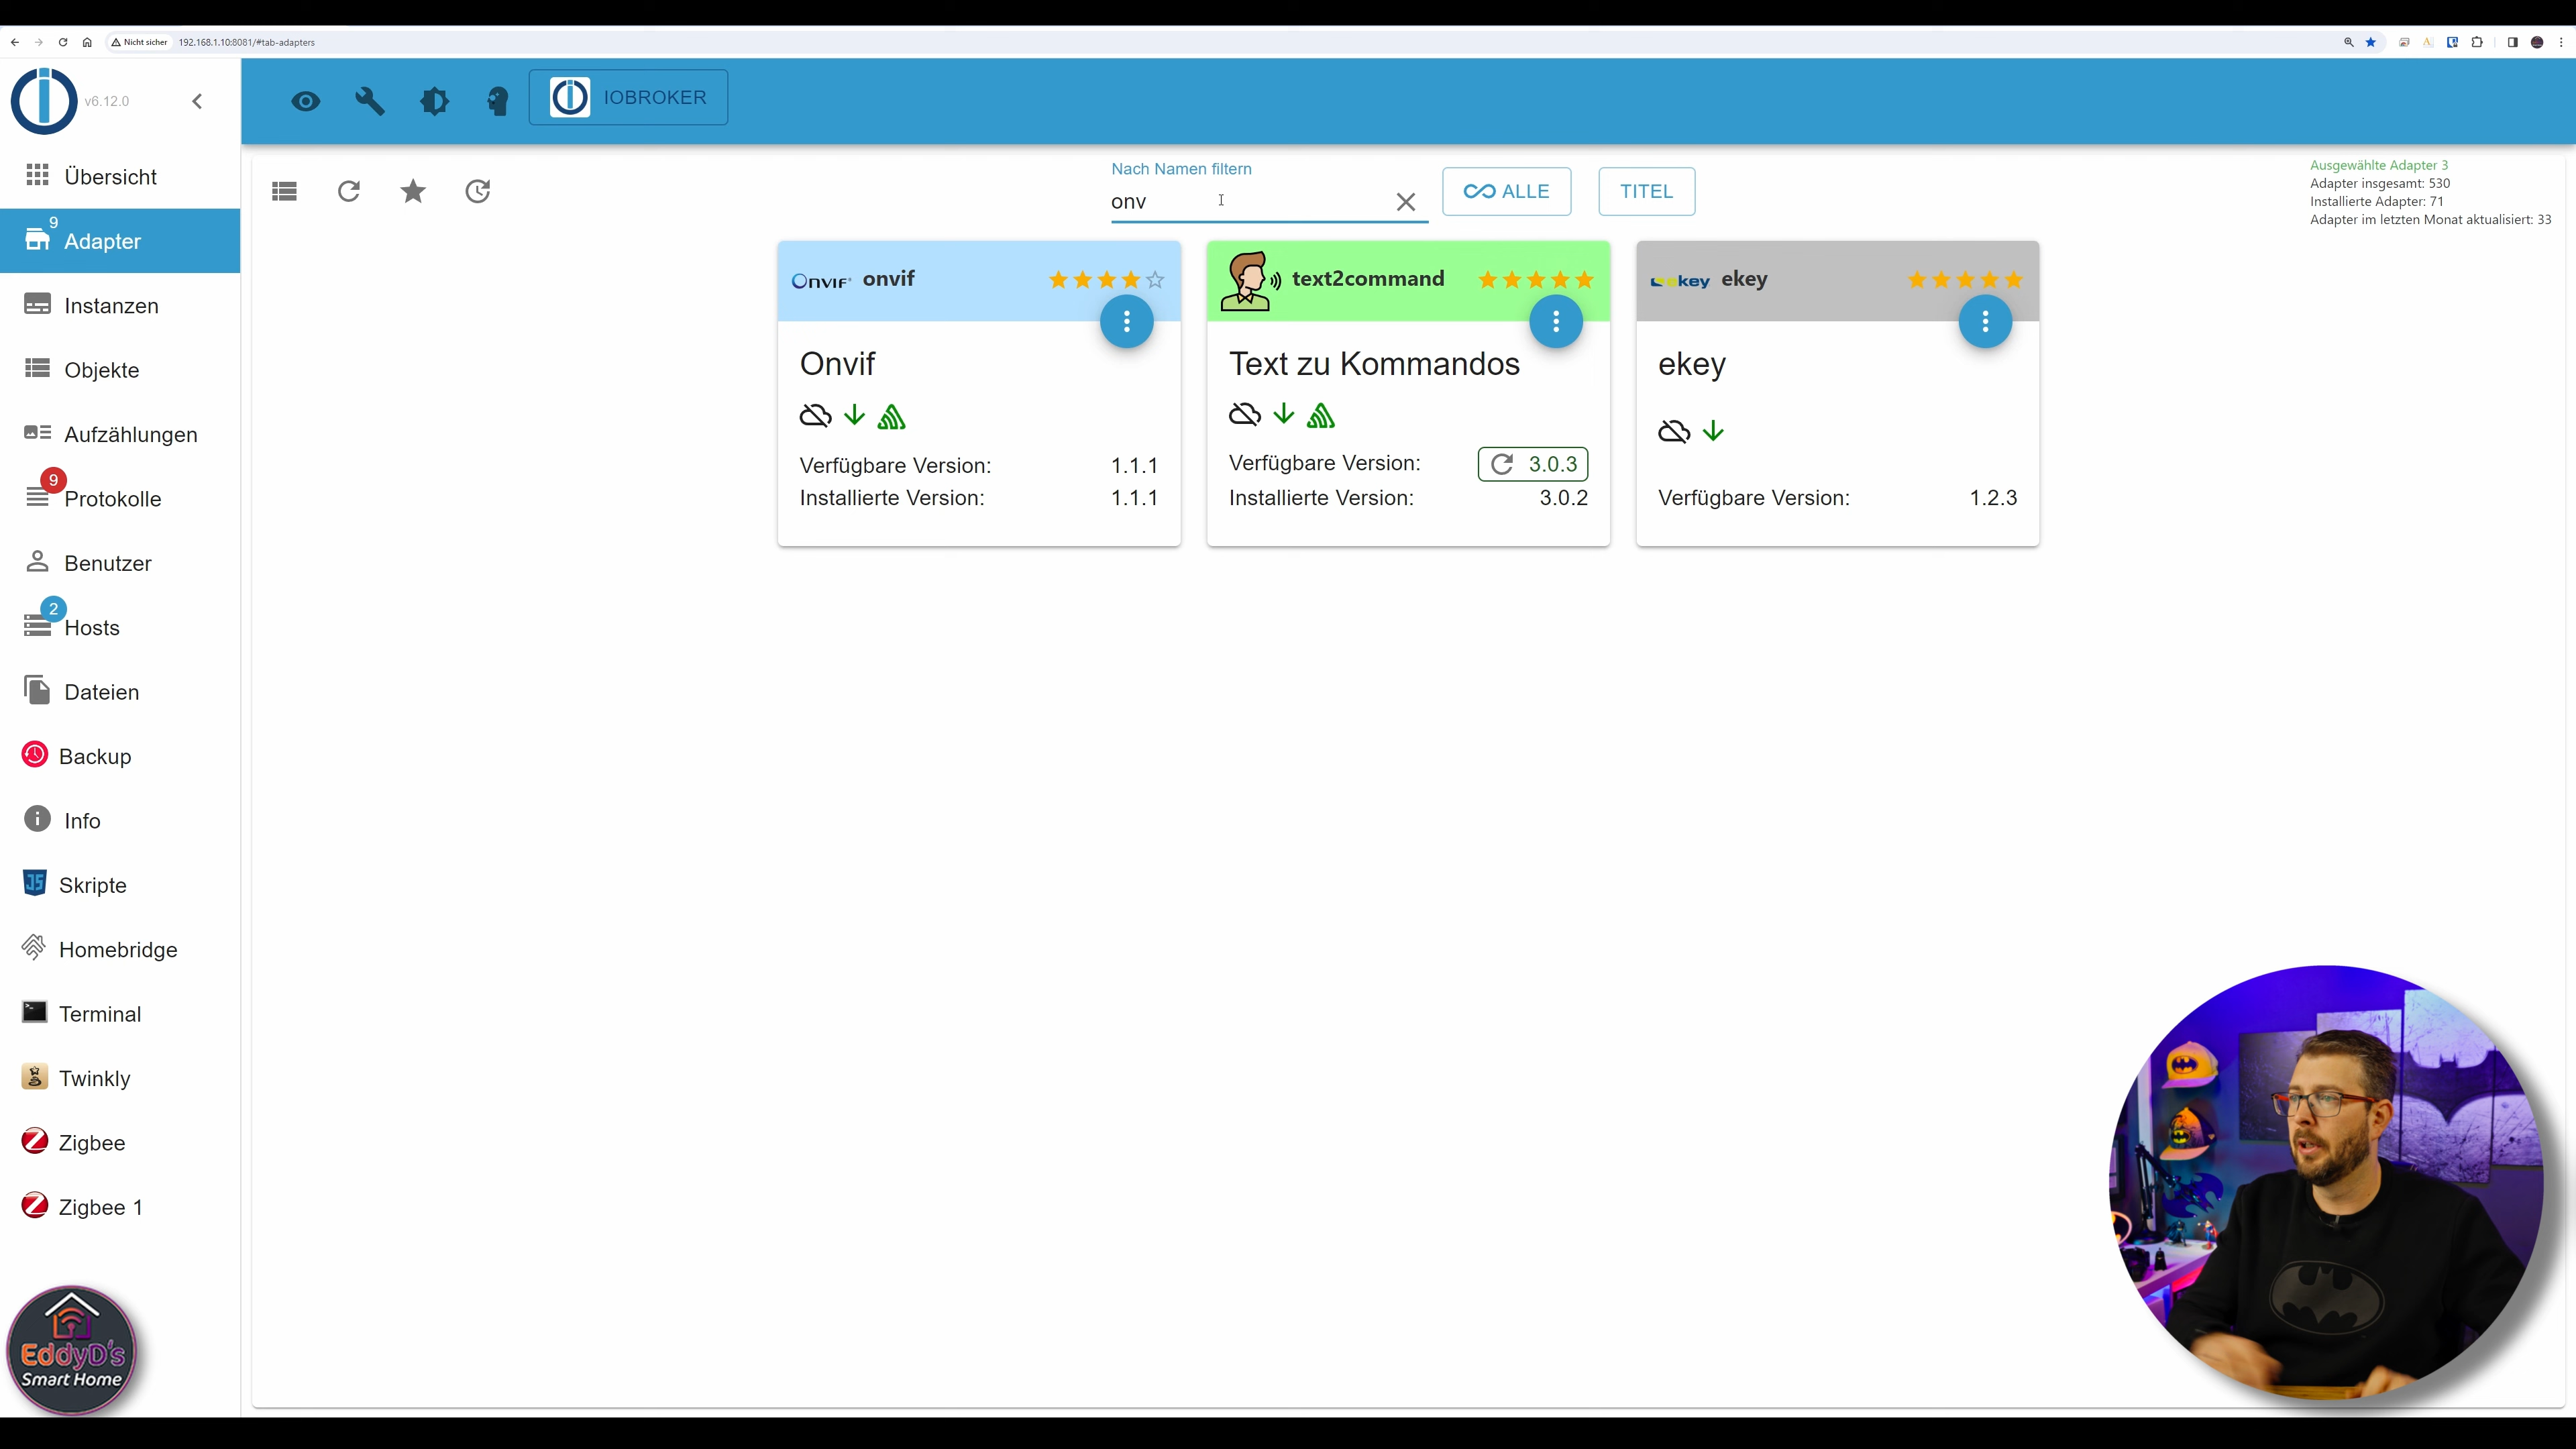 Nicht sicher 192.168.1.10:8081/#tab-adapters
v6.12.0
IOBROKER
Übersicht
9
Adapter
Instanzen
Objekte
Aufzählungen
9
Protokolle
Benutzer
2
Hosts
Dateien
Backup
Info
Skripte
Homebridge
Terminal
Twinkly
Zigbee
Zigbee 1
EddyD's
Smart Home
Nach Namen filtern
onv
ALLE
TITEL
Ausgewählte Adapter 3
Adapter insgesamt: 530
Installierte Adapter: 71
Adapter im letzten Monat aktualisiert: 33
ONVIF onvif
Onvif
Verfügbare Version: 1.1.1
Installierte Version: 1.1.1
text2command
Text zu Kommandos
Verfügbare Version: 3.0.3
Installierte Version: 3.0.2
ekey ekey
ekey
Verfügbare Version: 1.2.3